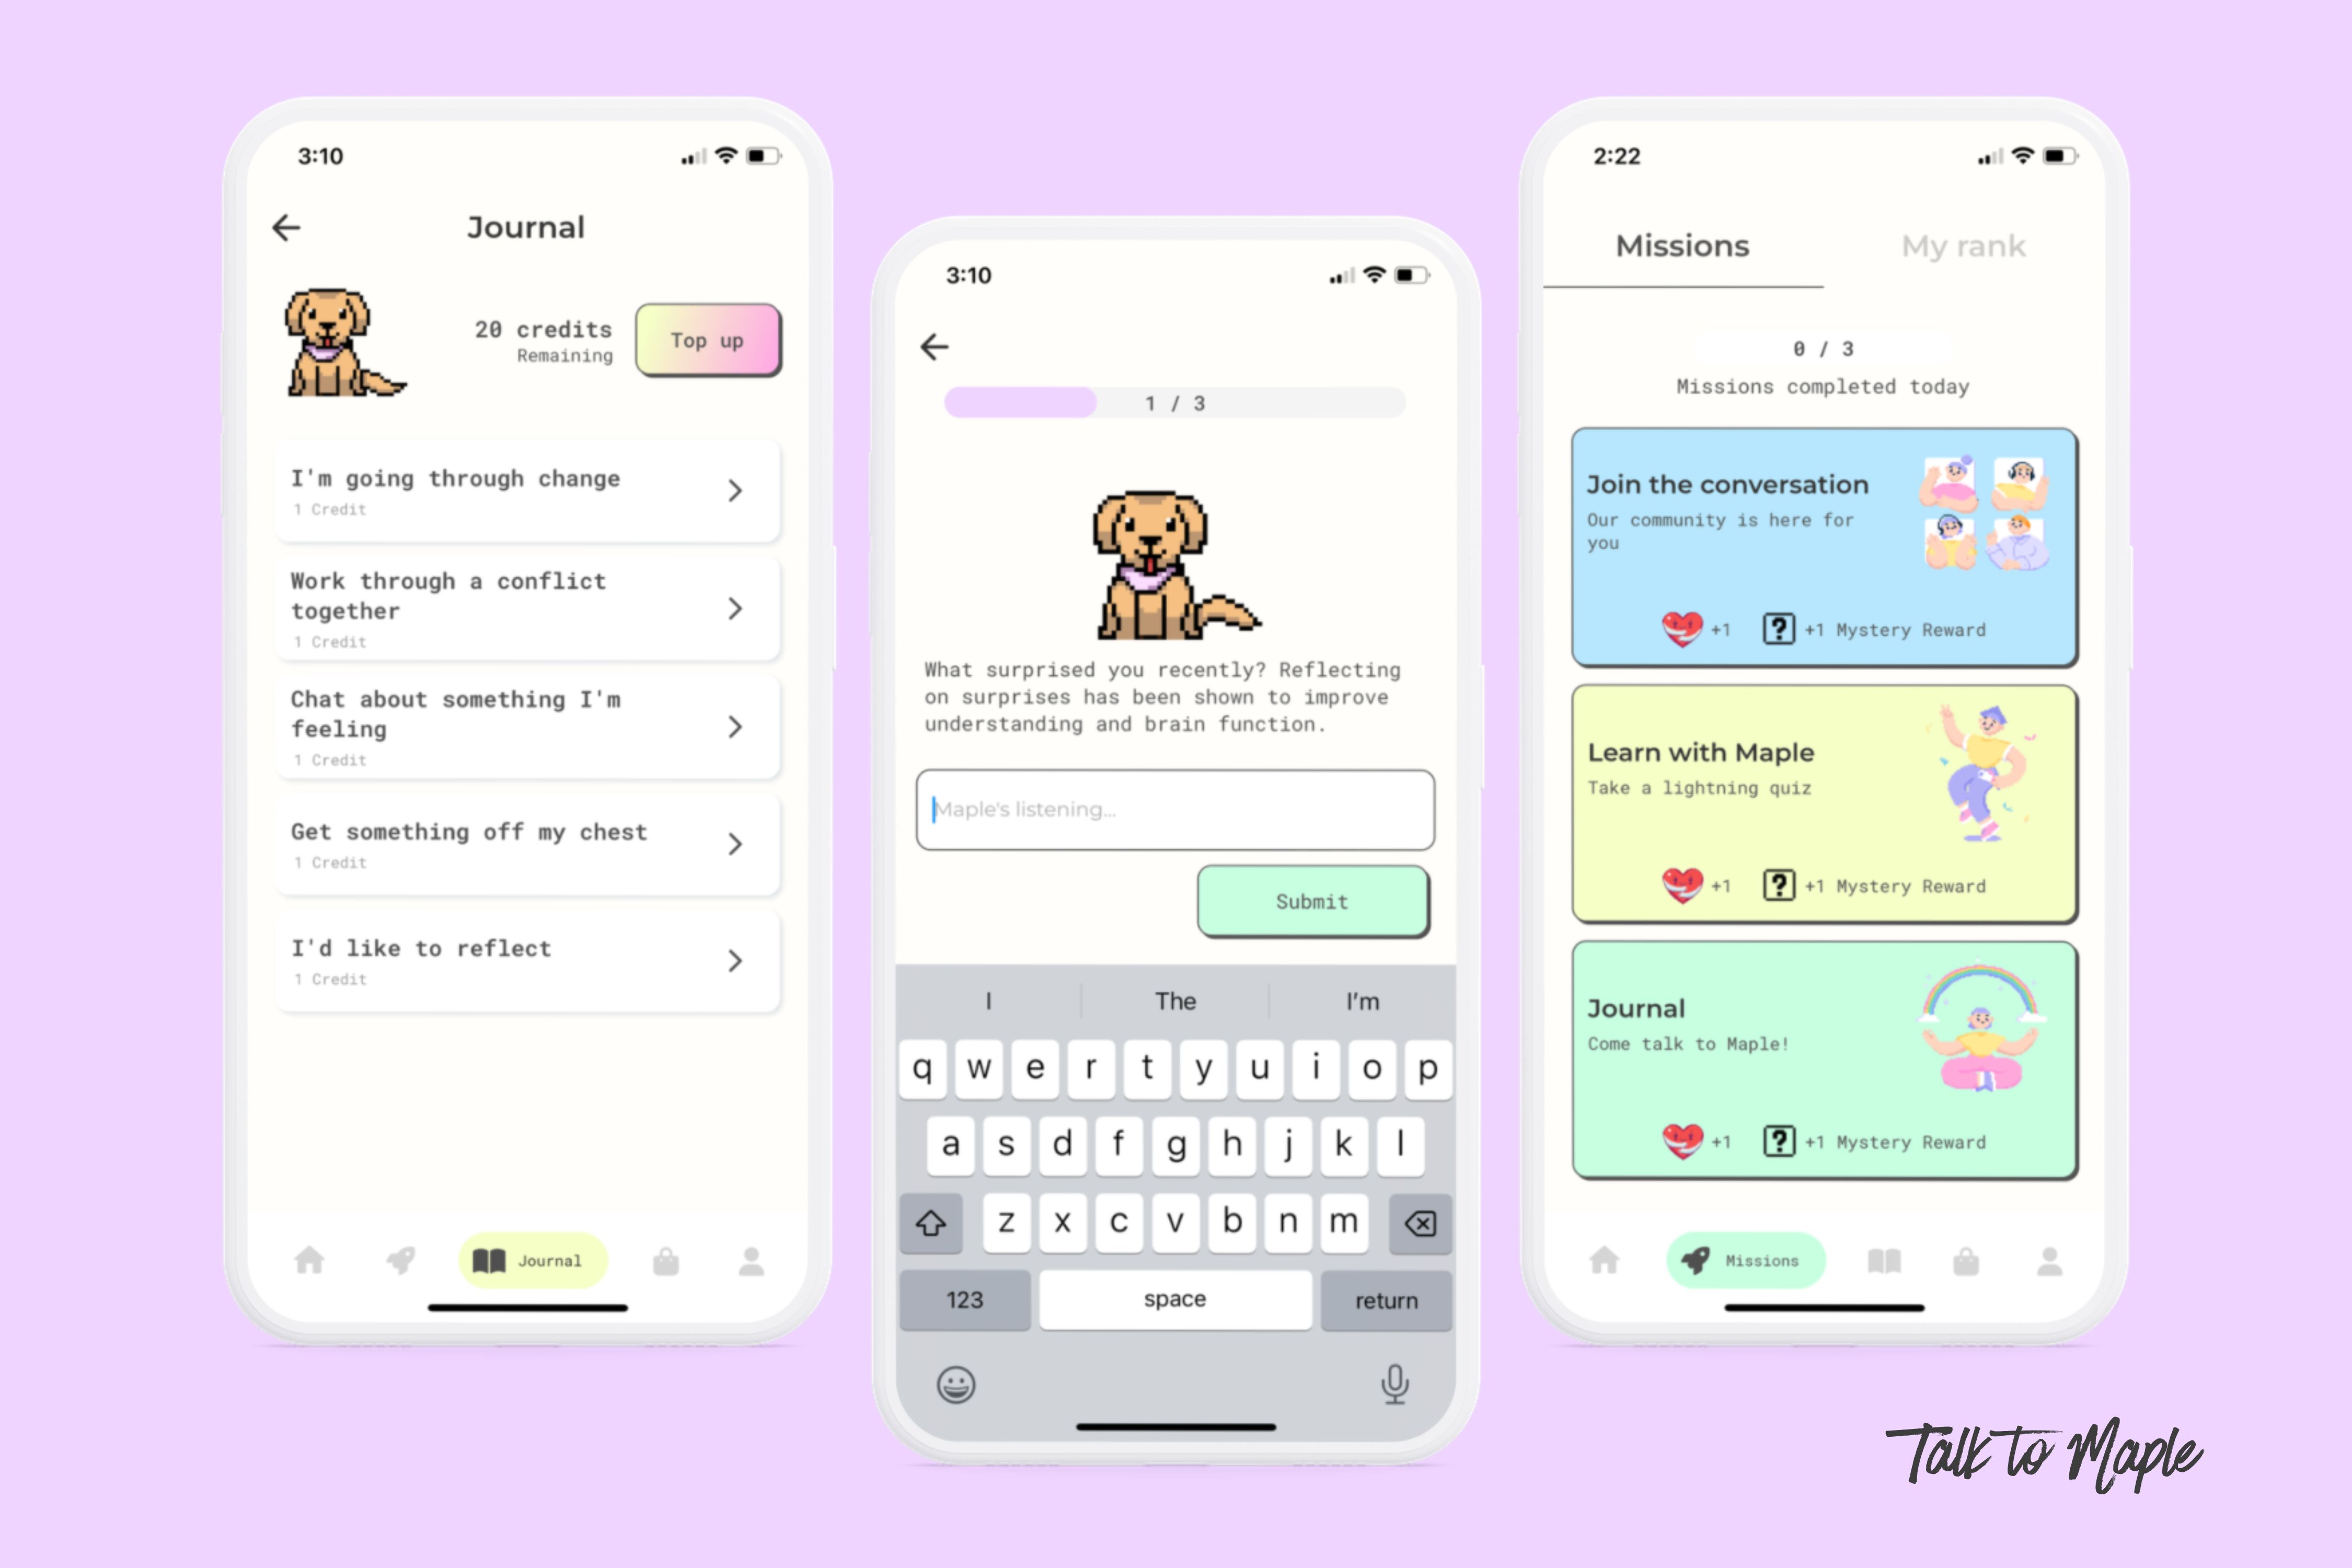 3:10
Journal
20 credits
Remaining
Top up
I'm going through change
1 Credit
Work through a conflict
together
1 Credit
Chat about something I'm
feeling
1 Credit
Get something off my chest
1 Credit
I'd like to reflect
1 Credit
Journal
3:10
1 / 3
What surprised you recently? Reflecting
on surprises has been shown to improve
understanding and brain function.
Maple's listening...
Submit
I The I'm
q w e r t y u i o p
a s d f g h j k l
z x c v b n m
123 space return
2:22
Missions My rank
0 / 3
Missions completed today
Join the conversation
Our community is here for
you
+1 ? +1 Mystery Reward
Learn with Maple
Take a lightning quiz
+1 ? +1 Mystery Reward
Journal
Come talk to Maple!
+1 ? +1 Mystery Reward
Missions
Talk to Maple